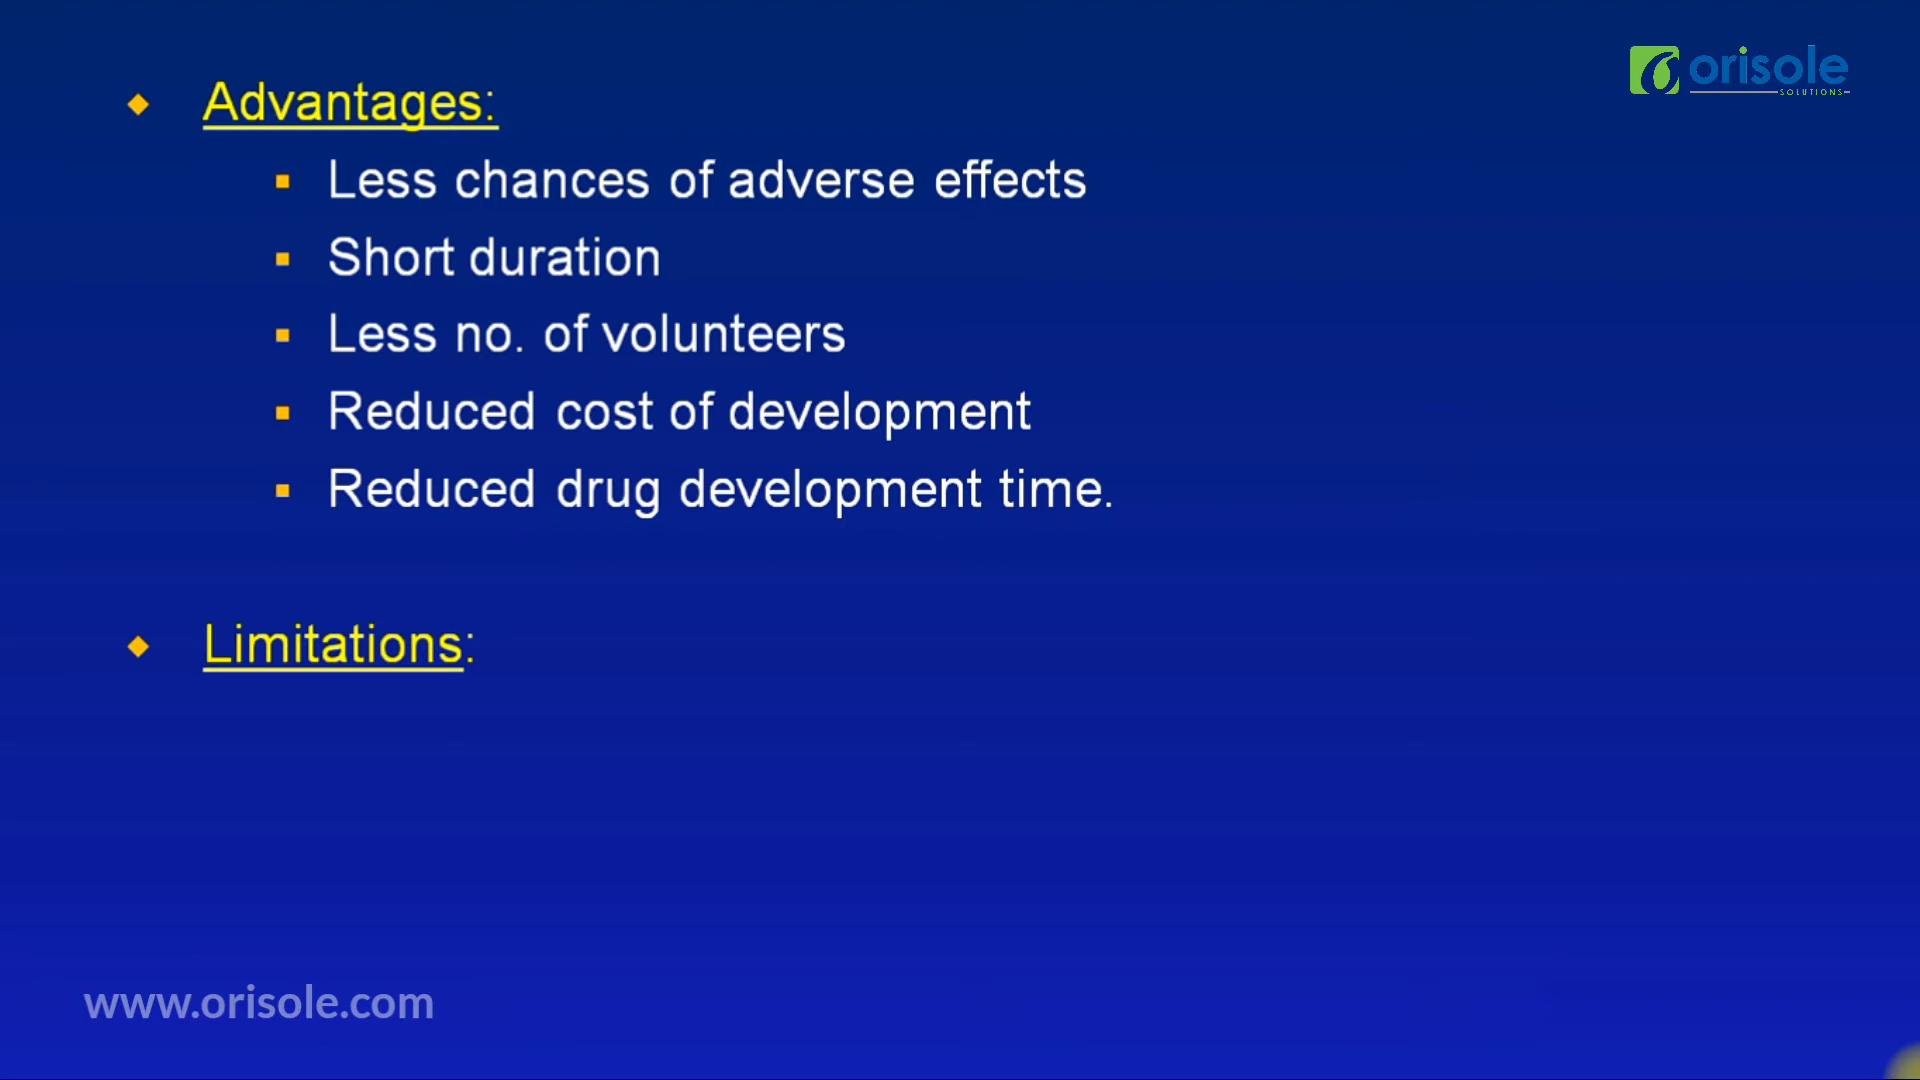 orisole
SOLUTIONS
Advantages:
Less chances of adverse effects
Short duration
Less no. of volunteers
Reduced cost of development
Reduced drug development time.
Limitations:
www.orisole.com